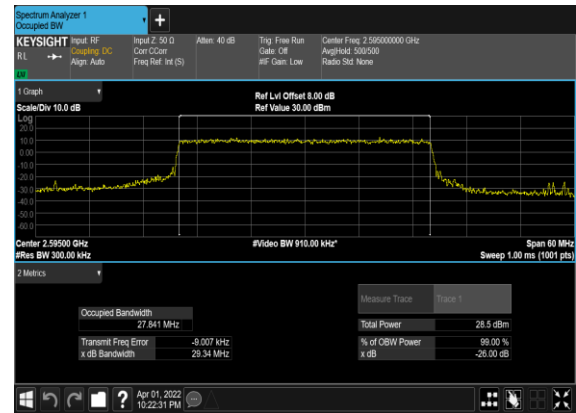 Spectrum Analyzer 1
Occupied BW
+
KEYSIGHT Input: RF Input Z: 50 Ω Atten: 40 dB Trig: Free Run Center Freq: 2.595000000 GHz
RL Coupling: DC Corr CCorr Gate: Off Avg|Hold: 500/500
Align: Auto Freq Ref: Int (S) #IF Gain: Low Radio Std: None
1 Graph
Ref Lvl Offset 8.00 dB
Scale/Div 10.0 dB Ref Value 30.00 dBm
Log
20.0
10.0
0.00
-10.0
-20.0
-30.0
-40.0
-50.0
-60.0
Center 2.59500 GHz #Video BW 910.00 kHz* Span 60 MHz
#Res BW 300.00 kHz Sweep 1.00 ms (1001 pts)
2 Metrics
Measure Trace Trace 1
Occupied Bandwidth
27.841 MHz Total Power 28.5 dBm
Transmit Freq Error -9.007 kHz % of OBW Power 99.00 %
x dB Bandwidth 29.34 MHz x dB -26.00 dB
? Apr 01, 2022
10:22:31 PM